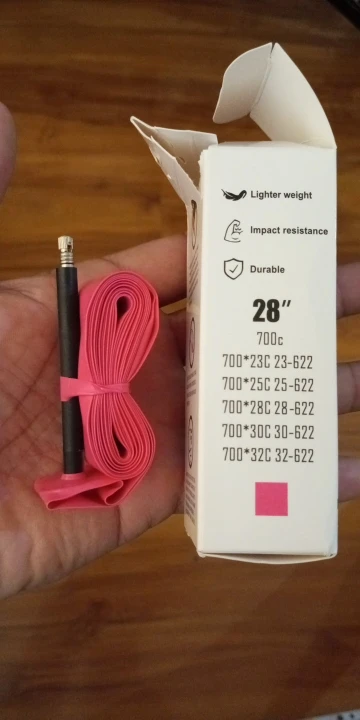 Lighter weight
Impact resistance
Durable
28"
700c
700*23C 23-622
700*25C 25-622
700*28C 28-622
700*30C 30-622
700*32C 32-622